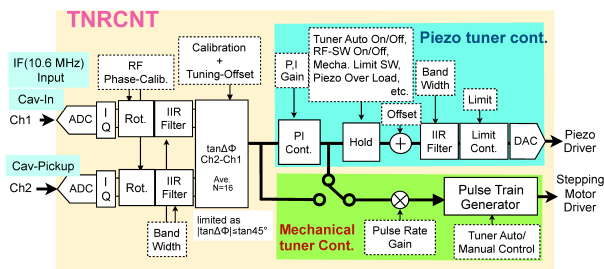 TNRCNT
IF(10.6 MHz)
Input
Cav-In
Ch1
ADC
I
Q
Rot.
IIR
Filter
RF
Phase-Calib.
Calibration
+
Tuning-Offset
tanΔΦ
Ch2-Ch1
Ave.
N=16
limited as
|tanΔΦ|≤tan45°
Cav-Pickup
Ch2
ADC
I
Q
Rot.
IIR
Filter
Band
Width
Piezo tuner cont.
P,I
Gain
Tuner Auto On/Off,
RF-SW On/Off,
Mecha. Limit SW,
Piezo Over Load,
etc.
Band
Width
Limit
Offset
PI
Cont.
Hold
+
IIR
Filter
Limit
Cont.
DAC
Piezo
Driver
Mechanical
tuner Cont.
Pulse Rate
Gain
Pulse Train
Generator
Tuner Auto/
Manual Control
Stepping
Motor
Driver